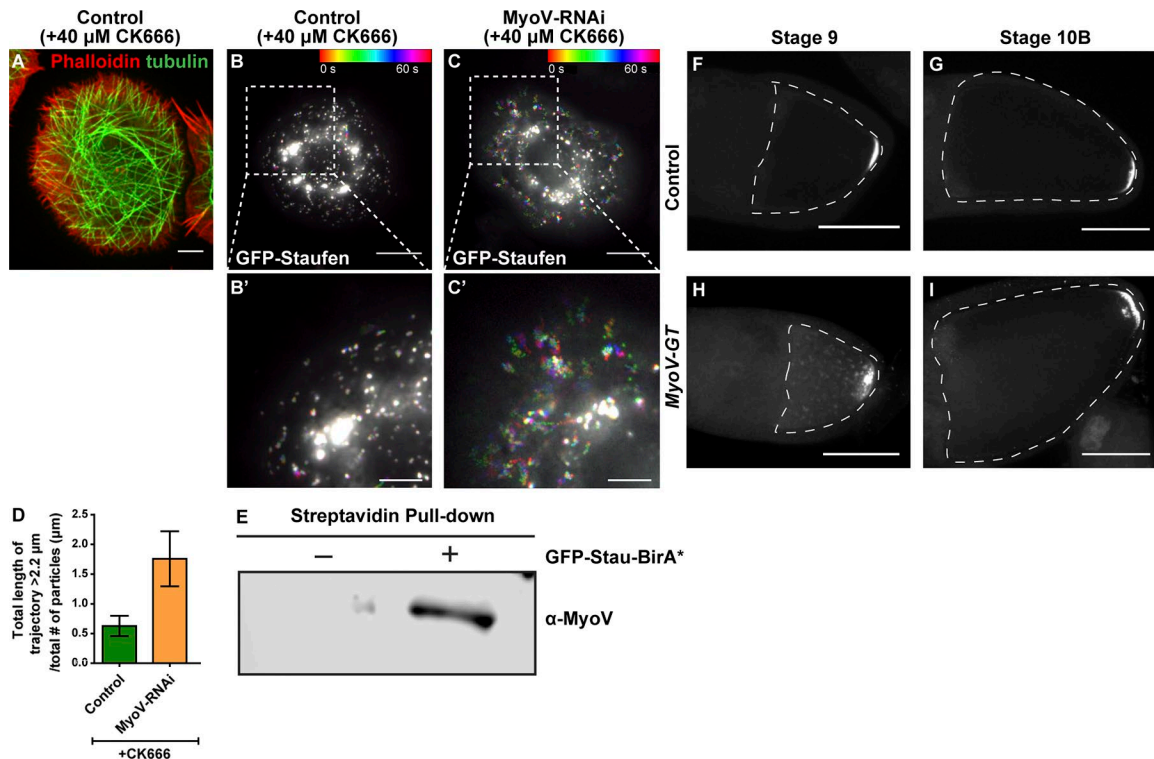 Control
(+40 µM CK666)
A
Phalloidin tubulin
Control
(+40 µM CK666)
B
0 s 60 s
GFP-Staufen
MyoV-RNAi
(+40 µM CK666)
C
0 s 60 s
GFP-Staufen
B'
C'
Stage 9
Stage 10B
Control
F
G
MyoV-GT
H
I
D
Total length of
trajectory >2.2 µm
/total # of particles (µm)
2.5
2.0
1.5
1.0
0.5
0.0
Control
MyoV-RNAi
+CK666
E
Streptavidin Pull-down
– +
GFP-Stau-BirA*
α-MyoV